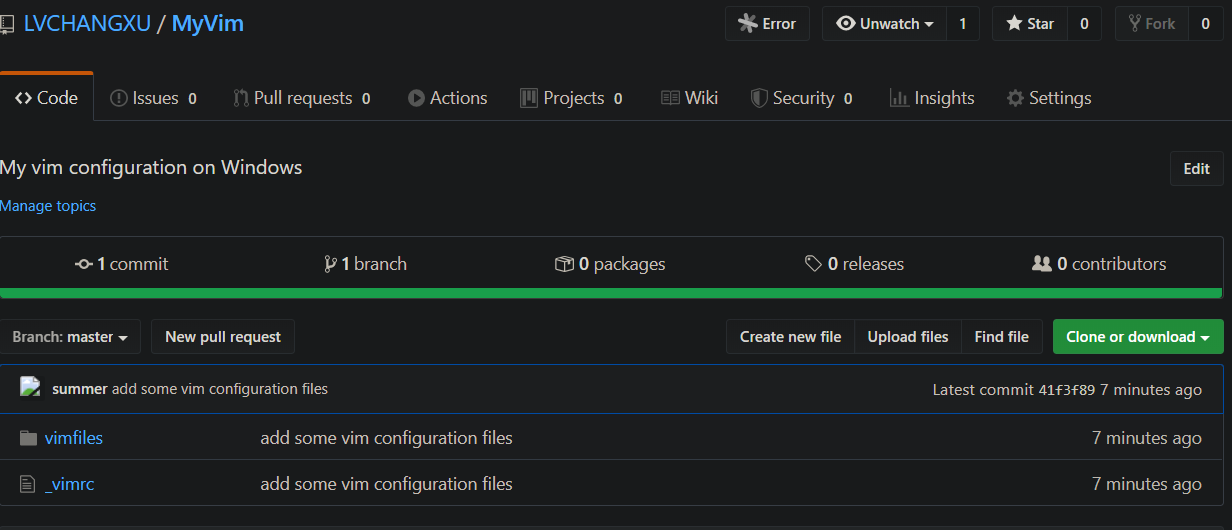 LVCHANGXU / MyVim Error Unwatch 1 Star 0 Fork 0
Code Issues 0 Pull requests 0 Actions Projects 0 Wiki Security 0 Insights Settings
My vim configuration on Windows Edit
Manage topics
1 commit 1 branch 0 packages 0 releases 0 contributors
Branch: master New pull request Create new file Upload files Find file Clone or download
summer add some vim configuration files Latest commit 41f3f89 7 minutes ago
vimfiles add some vim configuration files 7 minutes ago
_vimrc add some vim configuration files 7 minutes ago